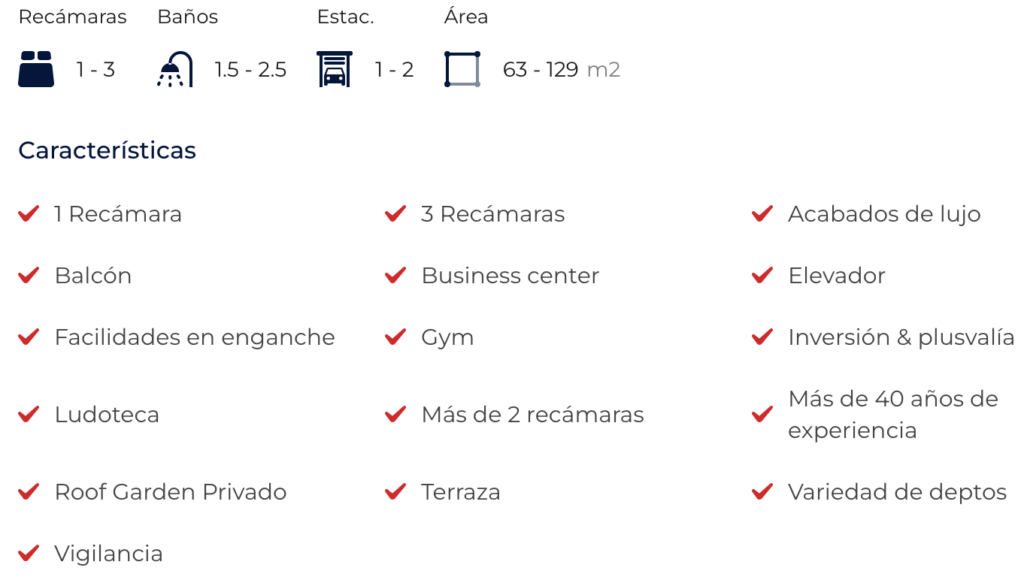 Recámaras Baños Estac. Área
1 - 3 1.5 - 2.5 1 - 2 63 - 129 m2
Características
1 Recámara 3 Recámaras Acabados de lujo
Balcón Business center Elevador
Facilidades en enganche Gym Inversión & plusvalía
Ludoteca Más de 2 recámaras Más de 40 años de
experiencia
Roof Garden Privado Terraza Variedad de deptos
Vigilancia